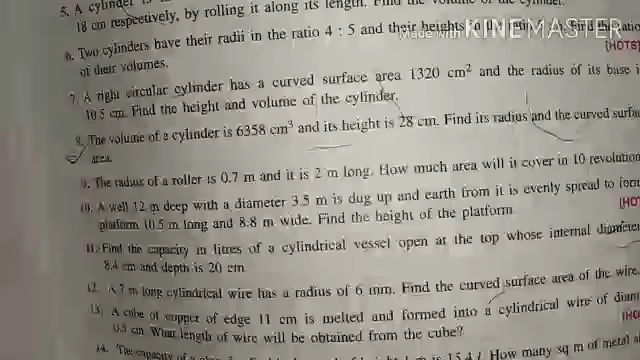 5. A cylinder is
18 cm respectively, by rolling it along its length. Find the volume of the cylinder.
Made with KINEMASTER
6. Two cylinders have their radii in the ratio 4 : 5 and their heights
of their volumes. [HOTS]
7. A right circular cylinder has a curved surface area 1320 cm² and the radius of its base i
10.5 cm. Find the height and volume of the cylinder.
8. The volume of a cylinder is 6358 cm³ and its height is 28 cm. Find its radius and the curved surfa
area.
9. The radius of a roller is 0.7 m and it is 2 m long. How much area will it cover in 10 revolution
10. A well 12 m deep with a diameter 3.5 m is dug up and earth from it is evenly spread to form
platform 10.5 m long and 8.8 m wide. Find the height of the platform [HOT
11. Find the capacity in litres of a cylindrical vessel open at the top whose internal diameter
8.4 cm and depth is 20 cm
12. A 7 m long cylindrical wire has a radius of 6 mm. Find the curved surface area of the wire.
13. A cube of copper of edge 11 cm is melted and formed into a cylindrical wire of diam
0.5 cm What length of wire will be obtained from the cube? [HO
14. The capacity of a is 15.4 l How many sq m of metal